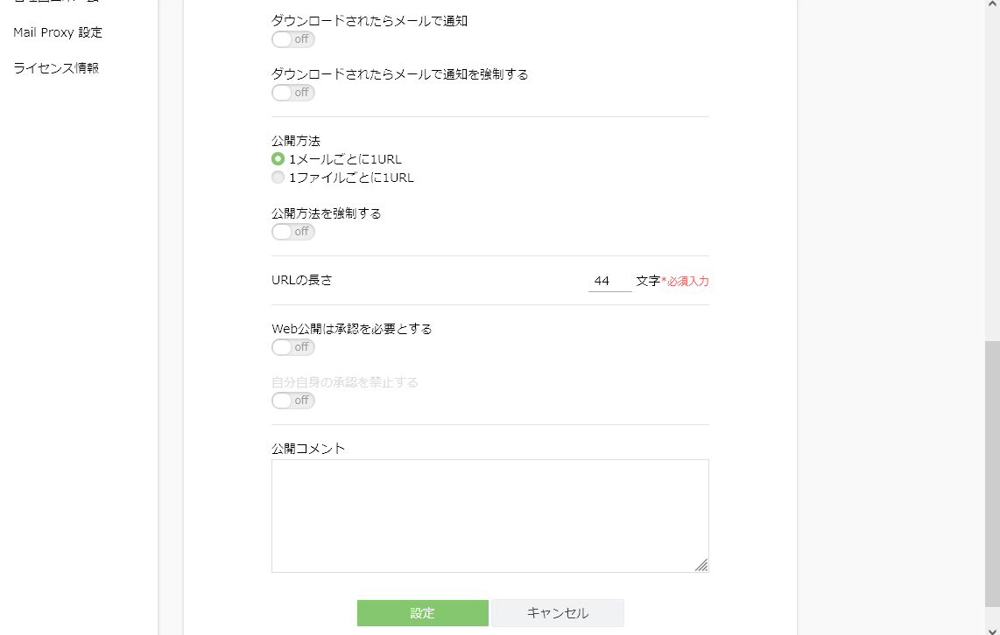 Mail Proxy 設定
ライセンス情報
ダウンロードされたらメールで通知
off
ダウンロードされたらメールで通知を強制する
off
公開方法
1メールごとに1URL
1ファイルごとに1URL
公開方法を強制する
off
URLの長さ 44 文字*必須入力
Web公開は承認を必要とする
off
自分自身の承認を禁止する
off
公開コメント
設定 キャンセル